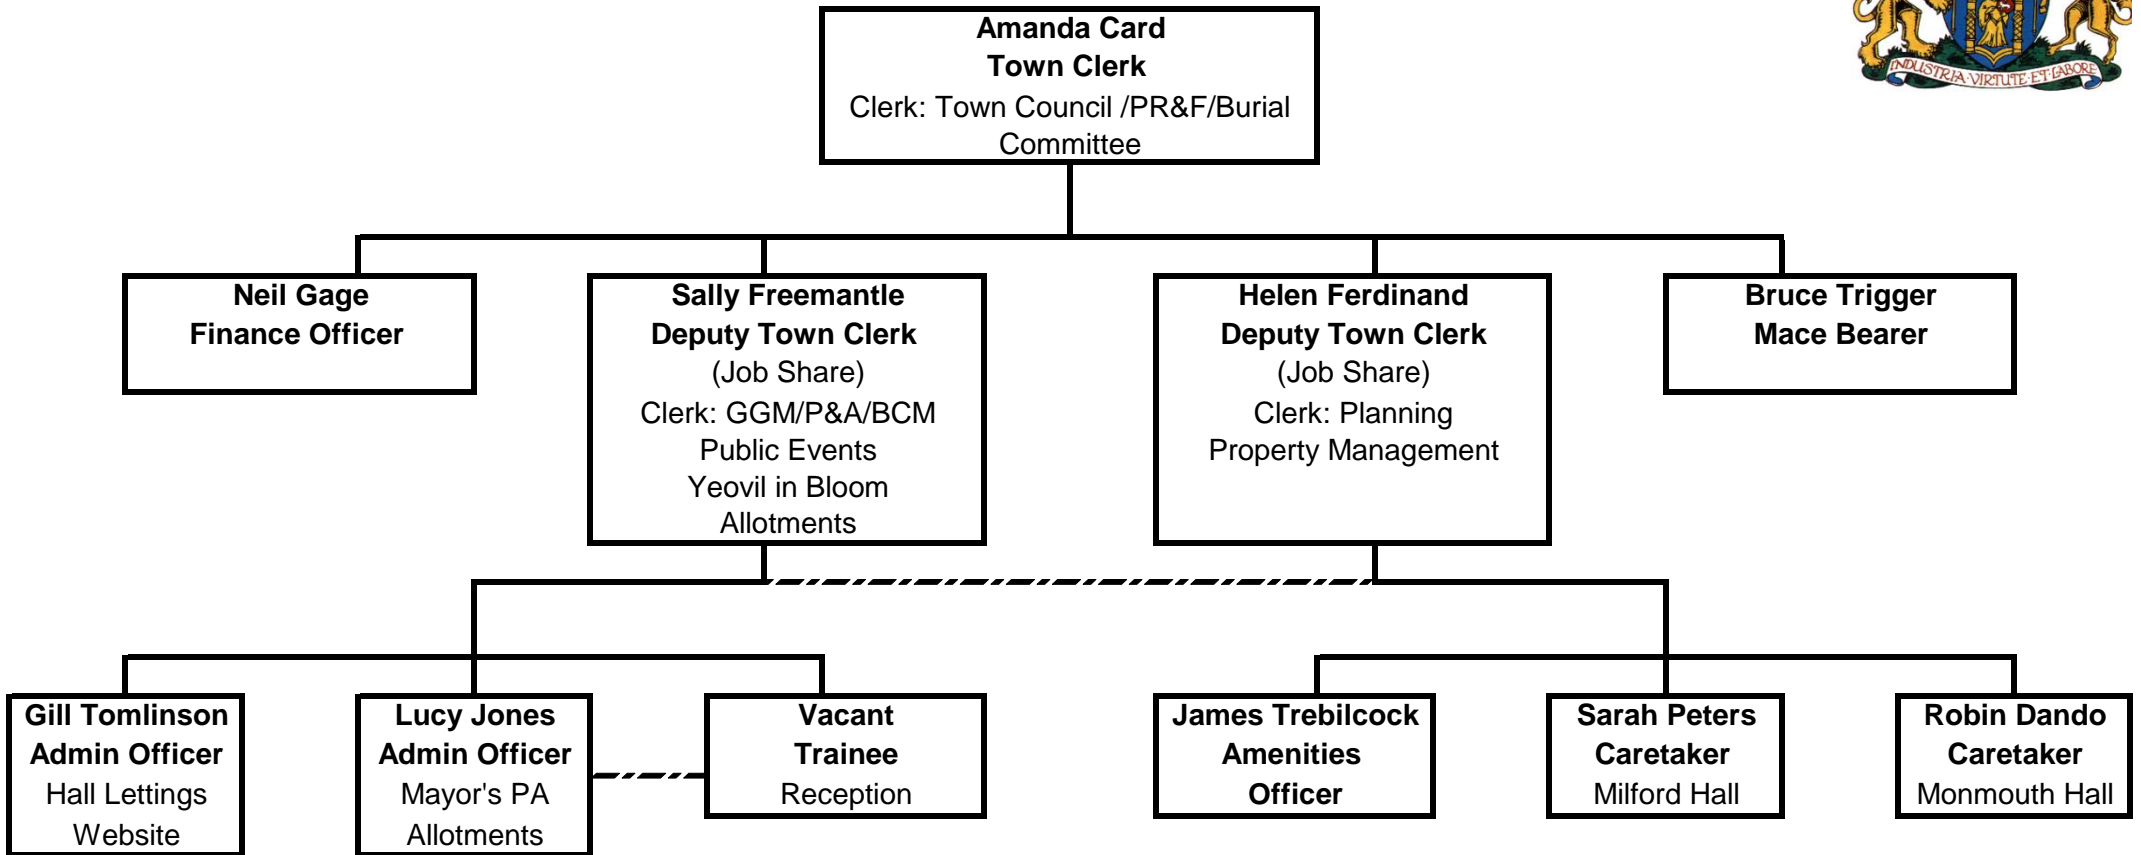 INDUSTRIA·VIRTUTE·ET·LABORE
Amanda Card
Town Clerk
Clerk: Town Council /PR&F/Burial
Committee
Neil Gage
Finance Officer
Sally Freemantle
Deputy Town Clerk
(Job Share)
Clerk: GGM/P&A/BCM
Public Events
Yeovil in Bloom
Allotments
Helen Ferdinand
Deputy Town Clerk
(Job Share)
Clerk: Planning
Property Management
Bruce Trigger
Mace Bearer
Gill Tomlinson
Admin Officer
Hall Lettings
Website
Lucy Jones
Admin Officer
Mayor's PA
Allotments
Vacant
Trainee
Reception
James Trebilcock
Amenities
Officer
Sarah Peters
Caretaker
Milford Hall
Robin Dando
Caretaker
Monmouth Hall